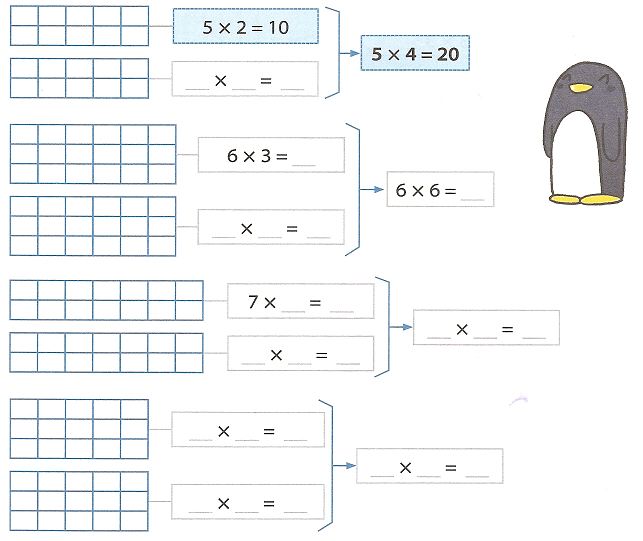 5 × 2 = 10
__ × __ = __
5 × 4 = 20
6 × 3 = __
__ × __ = __
6 × 6 = __
7 × __ = __
__ × __ = __
__ × __ = __
__ × __ = __
__ × __ = __
__ × __ = __